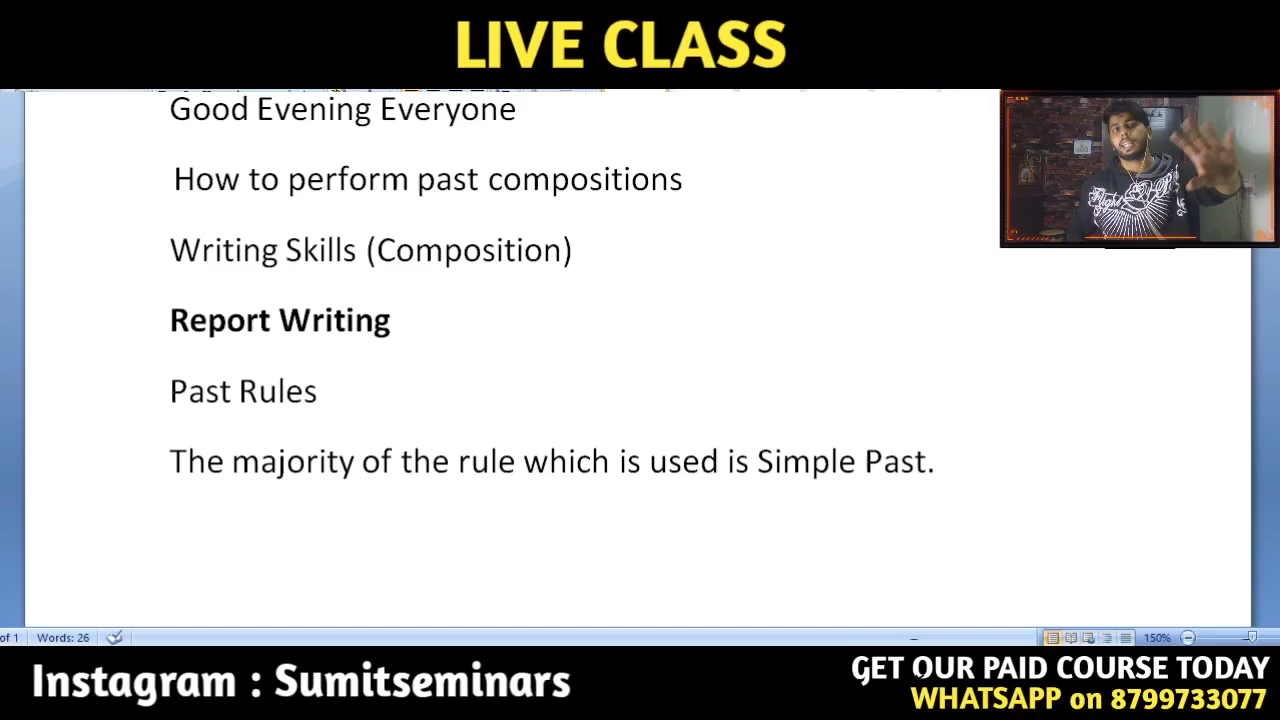 LIVE CLASS
Good Evening Everyone
How to perform past compositions
Writing Skills (Composition)
Report Writing
Past Rules
The majority of the rule which is used is Simple Past.
of 1 Words: 26 150%
Instagram : Sumitseminars
GET OUR PAID COURSE TODAY
WHATSAPP on 8799733077